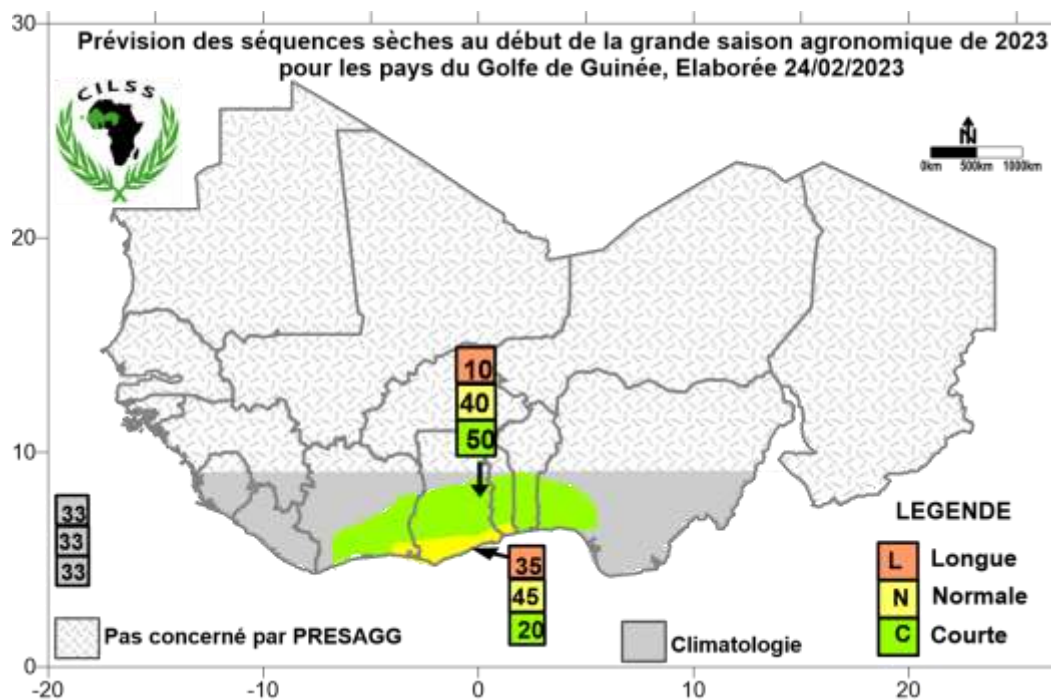 30
Prévision des séquences sèches au début de la grande saison agronomique de 2023
pour les pays du Golfe de Guinée, Elaborée 24/02/2023
CILSS
N
0km 500km 1000km
20
10
40
50
10
33
33
33
35
45
20
LEGENDE
L Longue
N Normale
C Courte
Pas concerné par PRESAGG
Climatologie
0
-20 -10 0 10 20